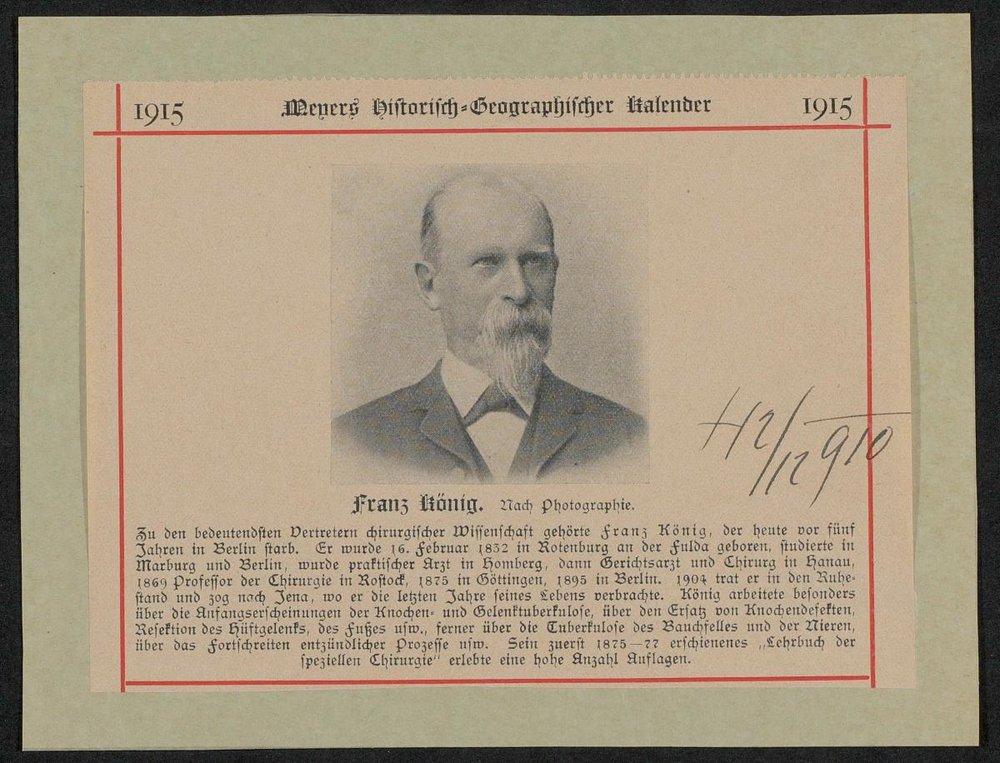 1915 Meyers Historisch-Geographischer Kalender 1915
Franz König. Nach Photographie.
Zu den bedeutendsten Vertretern chirurgischer Wissenschaft gehörte Franz König, der heute vor fünf
Jahren in Berlin starb. Er wurde 16. Februar 1832 in Rotenburg an der Fulda geboren, studierte in
Marburg und Berlin, wurde praktischer Arzt in Homberg, dann Gerichtsarzt und Chirurg in Hanau,
1869 Professor der Chirurgie in Rostock, 1875 in Göttingen, 1895 in Berlin. 1904 trat er in den Ruhe-
stand und zog nach Jena, wo er die letzten Jahre seines Lebens verbrachte. König arbeitete besonders
über die Anfangserscheinungen der Knochen- und Gelenktuberkulose, über den Ersatz von Knochendefekten,
Resektion des Hüftgelenks, des Fußes usw., ferner über die Tuberkulose des Bauchfelles und der Nieren,
über das Fortschreiten entzündlicher Prozesse usw. Sein zuerst 1875—77 erschienenes „Lehrbuch der
speziellen Chirurgie“ erlebte eine hohe Anzahl Auflagen.